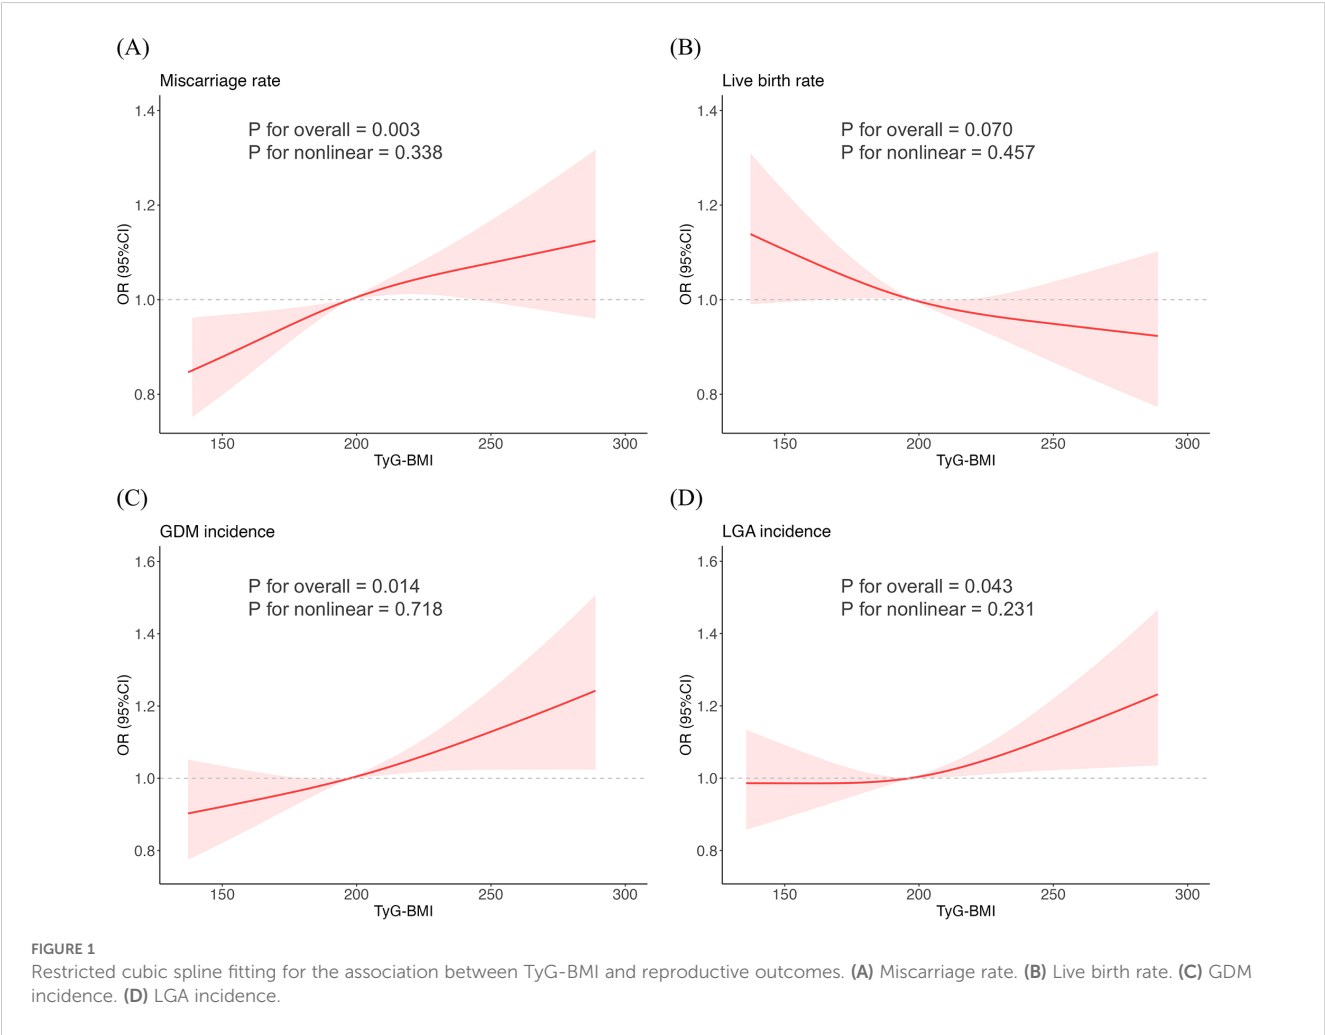 (A)
Miscarriage rate
P for overall = 0.003
P for nonlinear = 0.338
1.4
1.2
1.0
0.8
OR (95%CI)
150
200
250
300
TyG-BMI
(B)
Live birth rate
P for overall = 0.070
P for nonlinear = 0.457
1.4
1.2
1.0
0.8
OR (95%CI)
150
200
250
300
TyG-BMI
(C)
GDM incidence
P for overall = 0.014
P for nonlinear = 0.718
1.6
1.4
1.2
1.0
0.8
OR (95%CI)
150
200
250
300
TyG-BMI
(D)
LGA incidence
P for overall = 0.043
P for nonlinear = 0.231
1.6
1.4
1.2
1.0
0.8
OR (95%CI)
150
200
250
300
TyG-BMI
FIGURE 1
Restricted cubic spline fitting for the association between TyG-BMI and reproductive outcomes. (A) Miscarriage rate. (B) Live birth rate. (C) GDM
incidence. (D) LGA incidence.